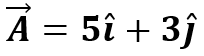 A⃗ = 5î + 3ĵ